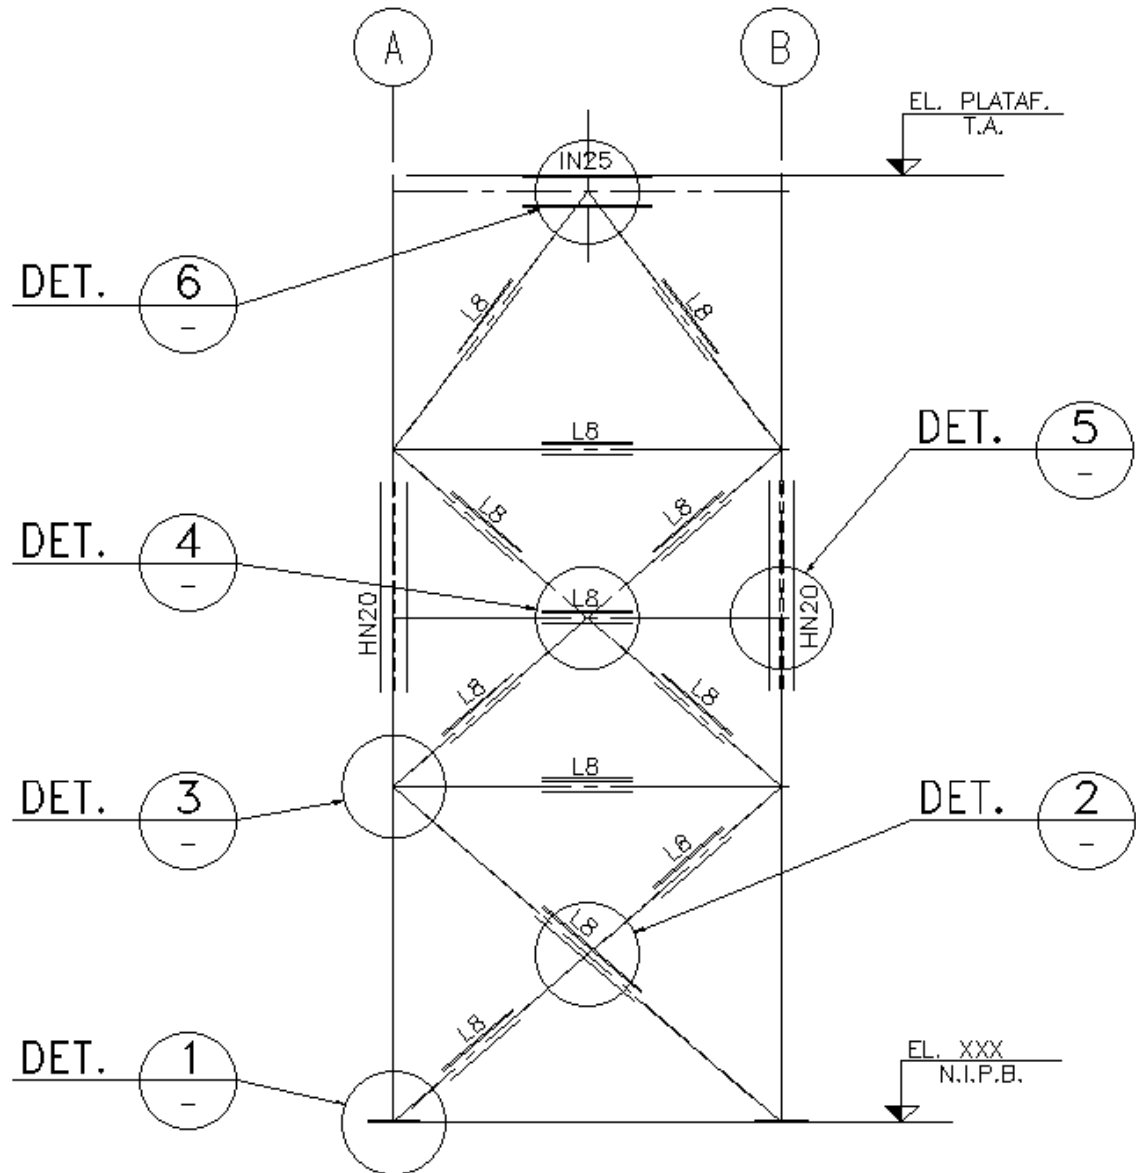 A
B
EL. PLATAF.
T.A.
IN25
DET. 6
-
L8
L8
L8
DET. 5
-
L8
L8
DET. 4
-
L8
HN20
HN20
L8
L8
L8
DET. 3
-
DET. 2
-
L8
L8
L8
DET. 1
-
EL. XXX
N.I.P.B.